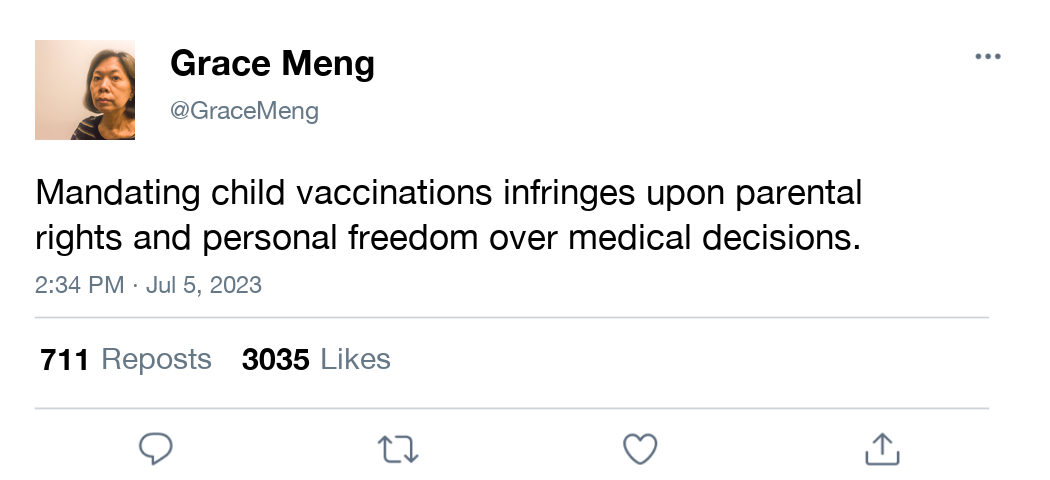 Grace Meng
@GraceMeng
Mandating child vaccinations infringes upon parental
rights and personal freedom over medical decisions.
2:34 PM · Jul 5, 2023
711 Reposts 3035 Likes